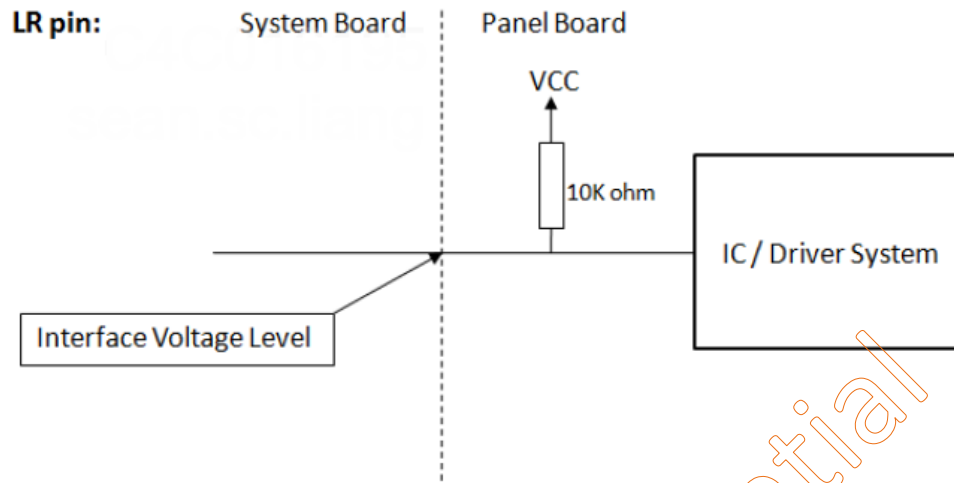 LR pin: System Board Panel Board
VCC
10K ohm
IC / Driver System
Interface Voltage Level